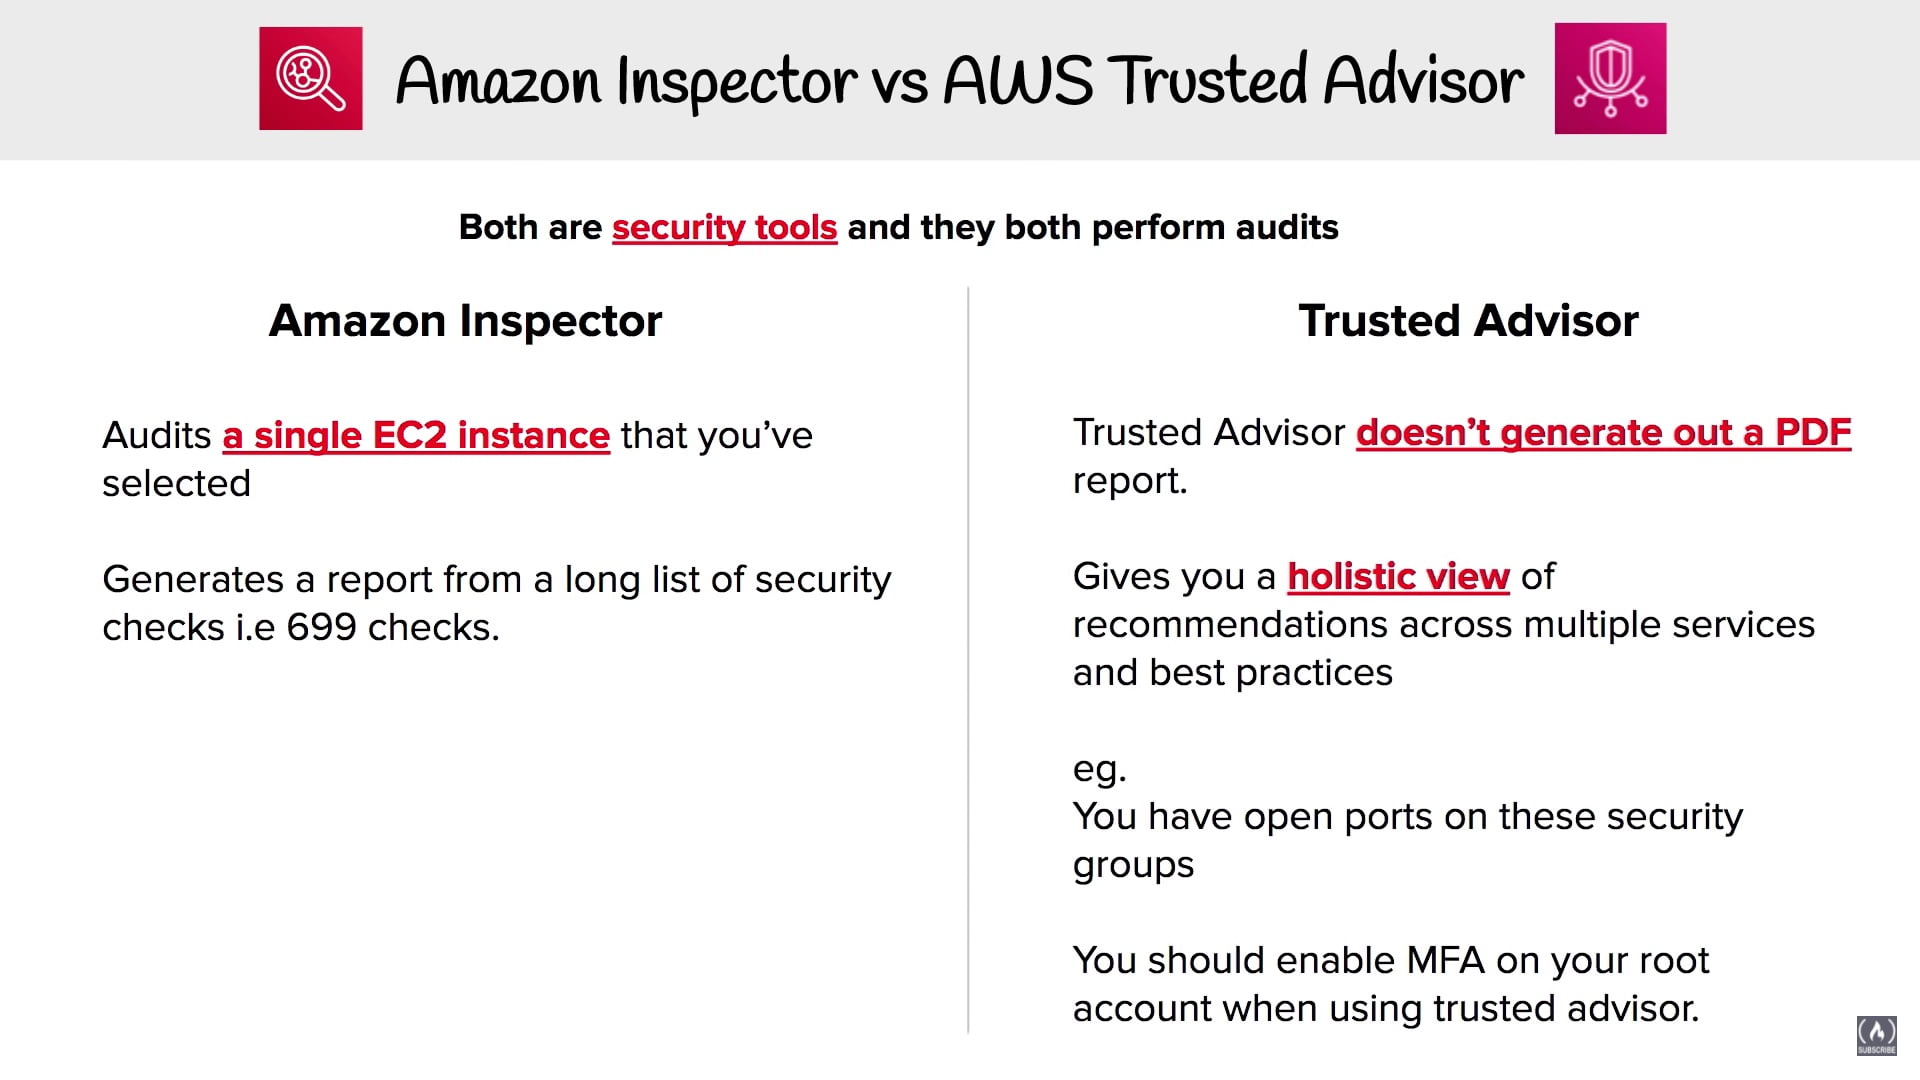 Amazon Inspector vs AWS Trusted Advisor
Both are security tools and they both perform audits
Amazon Inspector
Audits a single EC2 instance that you’ve
selected
Generates a report from a long list of security
checks i.e 699 checks.
Trusted Advisor
Trusted Advisor doesn’t generate out a PDF
report.
Gives you a holistic view of
recommendations across multiple services
and best practices
eg.
You have open ports on these security
groups
You should enable MFA on your root
account when using trusted advisor.
SUBSCRIBE